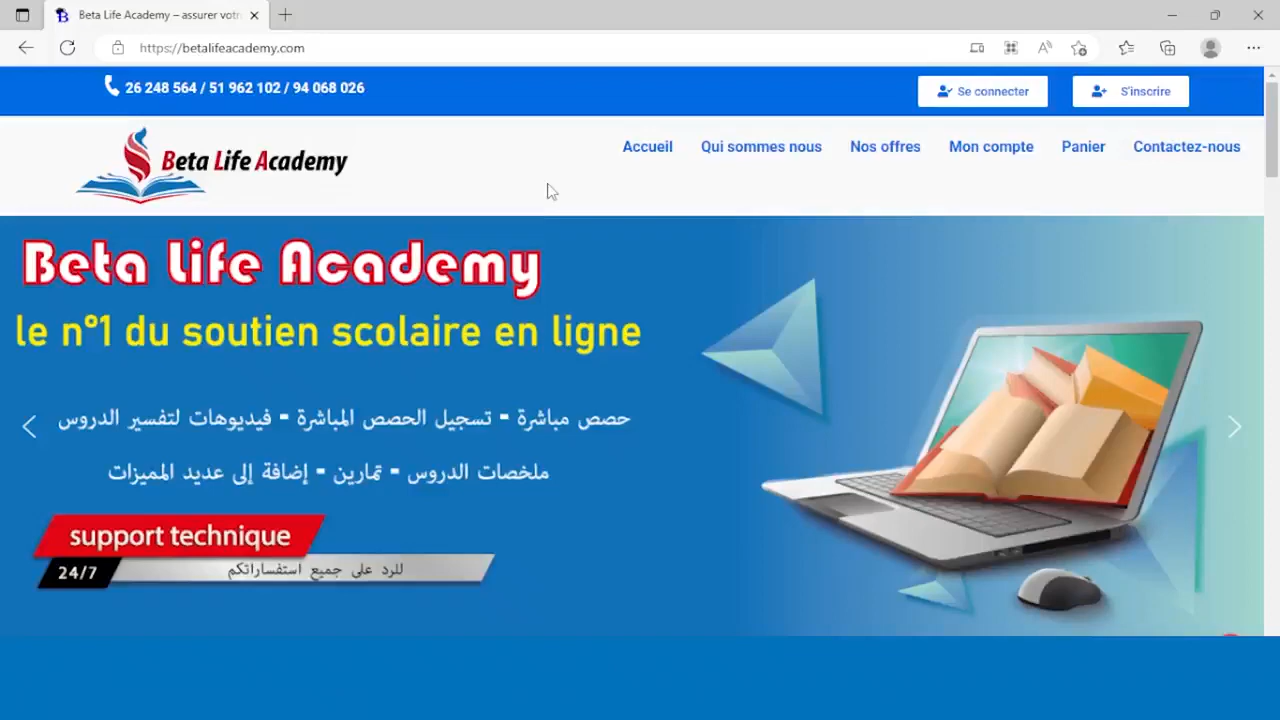 Beta Life Academy – assurer votr
https://betalifeacademy.com
26 248 564 / 51 962 102 / 94 068 026
Se connecter
S'inscrire
Beta Life Academy
Accueil
Qui sommes nous
Nos offres
Mon compte
Panier
Contactez-nous
Beta Life Academy
le n°1 du soutien scolaire en ligne
حصص مباشرة - تسجيل الحصص المباشرة - فيديوهات لتفسير الدروس
ملخصات الدروس - تمارين - إضافة إلى عديد المميزات
support technique
24/7
للرد على جميع استفساراتكم